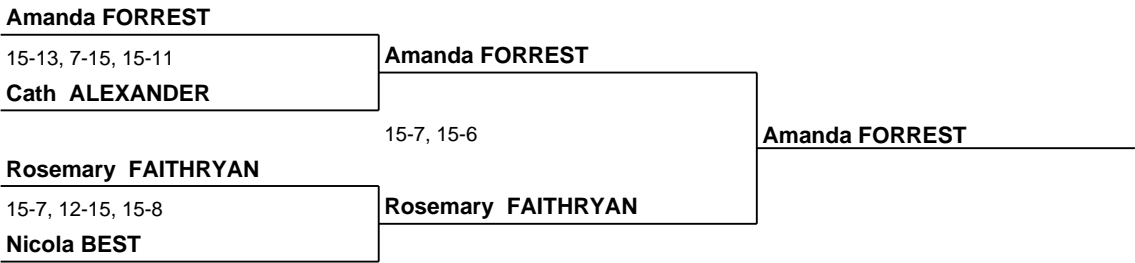 Amanda FORREST
15-13, 7-15, 15-11
Amanda FORREST
Cath ALEXANDER
15-7, 15-6
Amanda FORREST
Rosemary FAITHRYAN
15-7, 12-15, 15-8
Rosemary FAITHRYAN
Nicola BEST